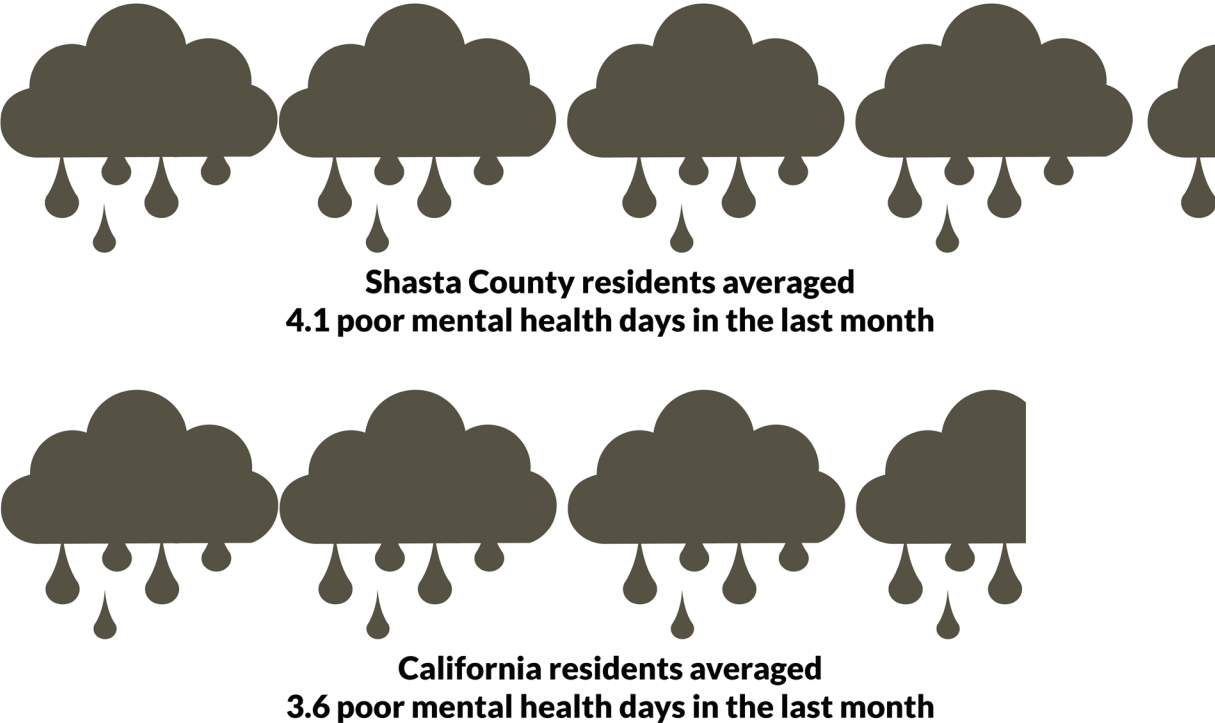 Shasta County residents averaged
4.1 poor mental health days in the last month
California residents averaged
3.6 poor mental health days in the last month